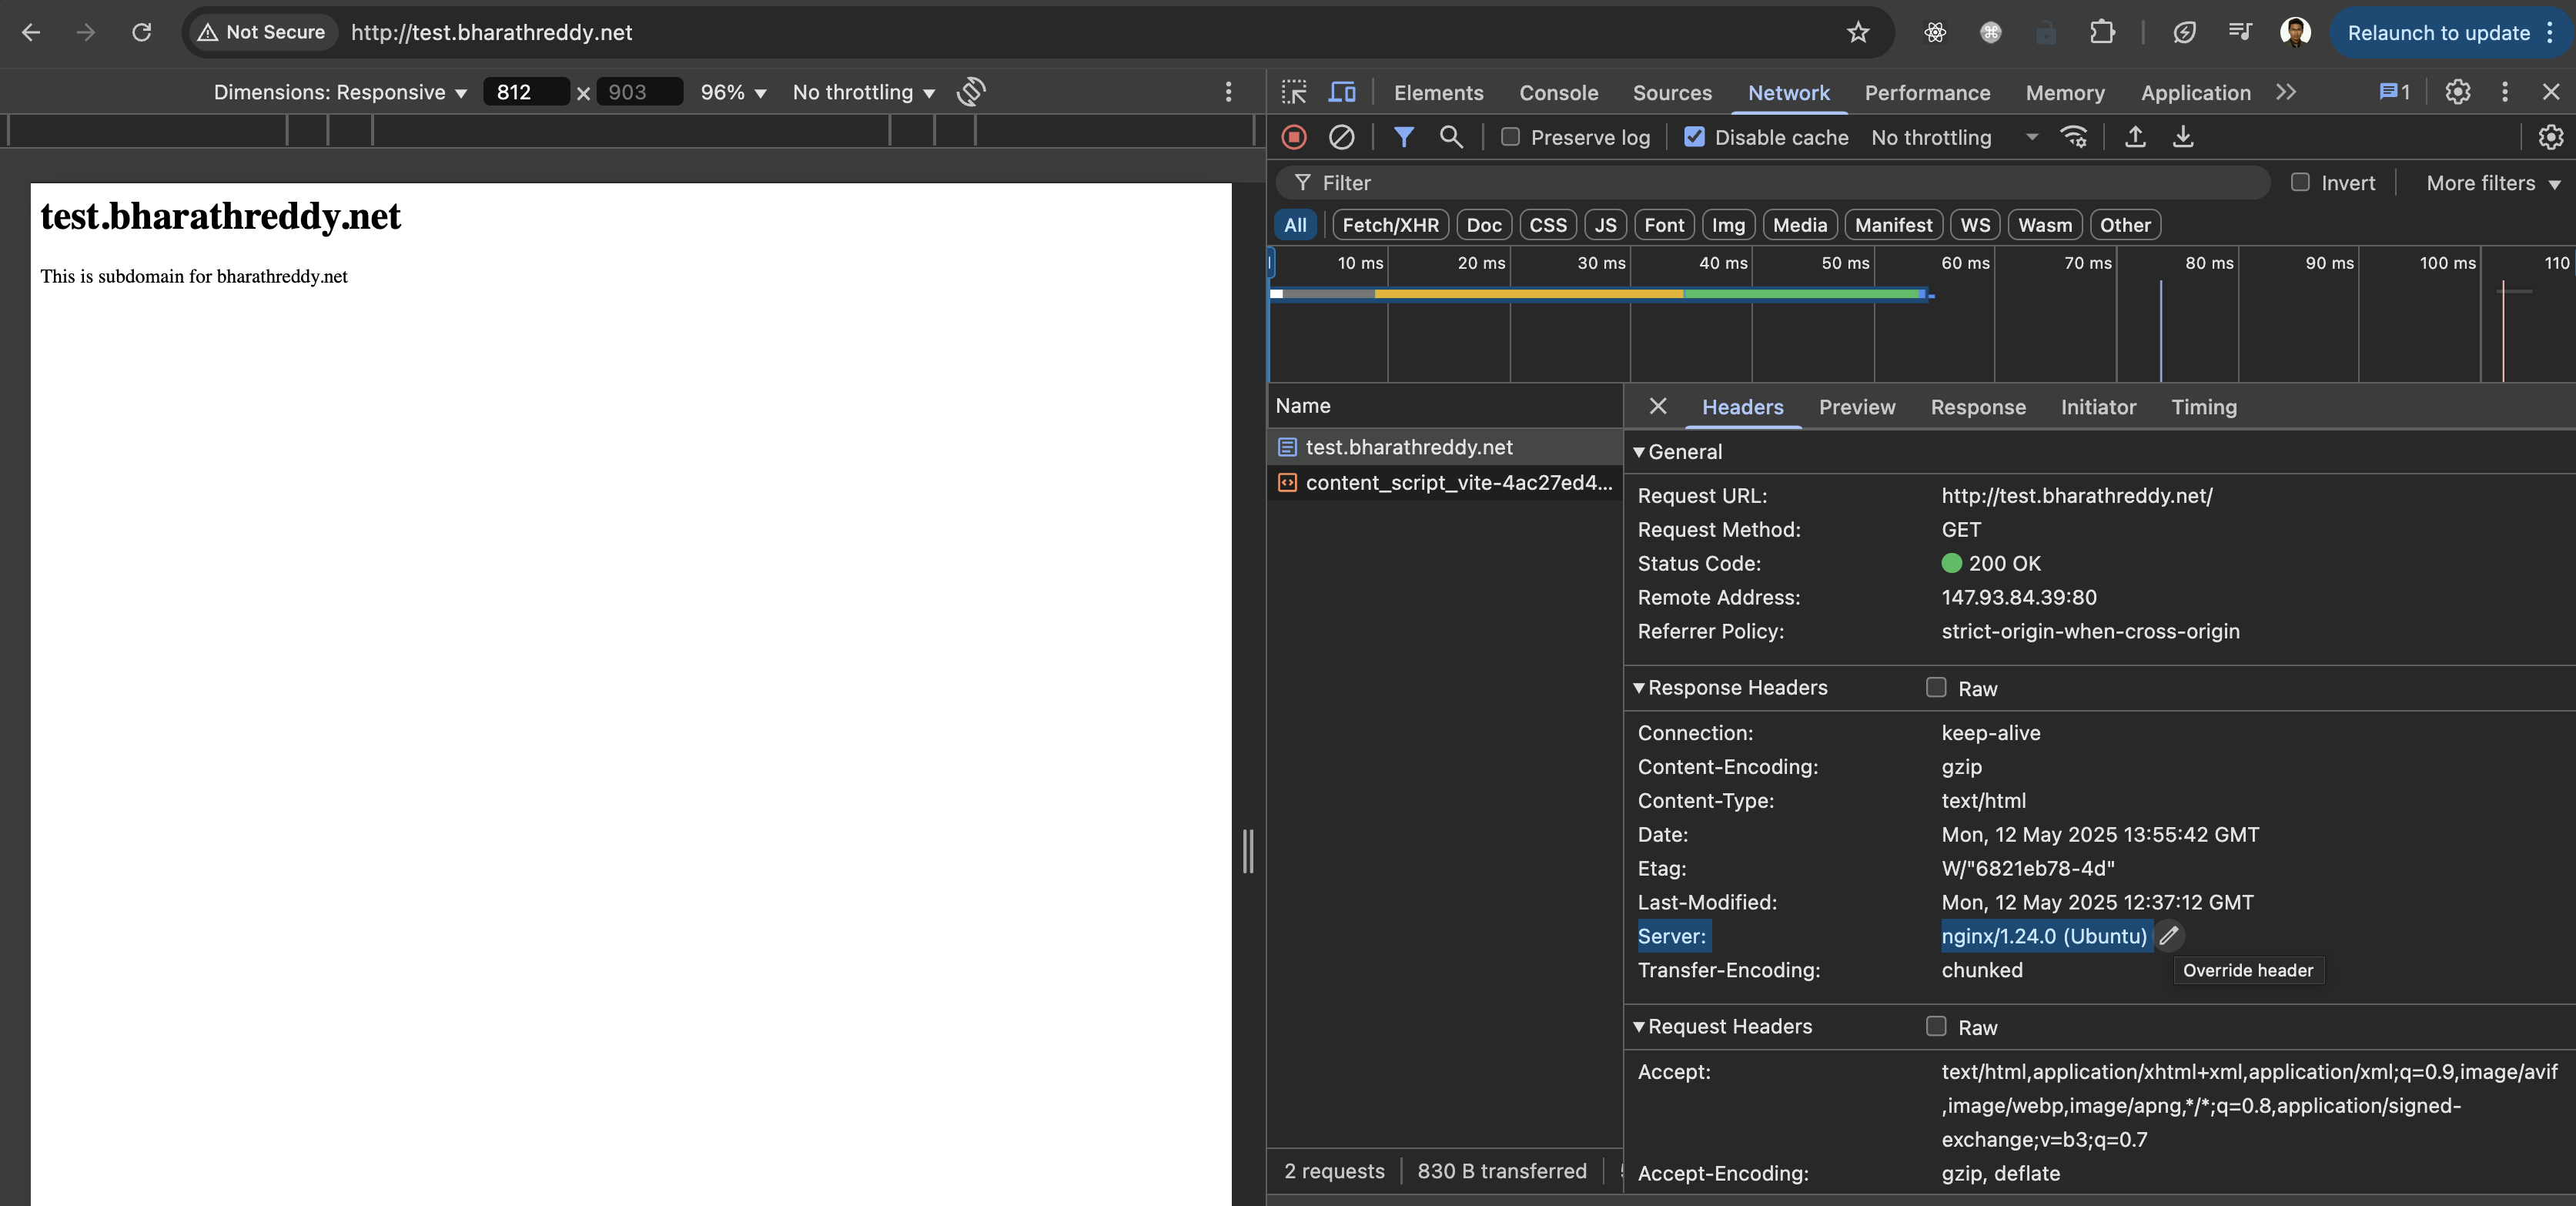 Not Secure http://test.bharathreddy.net Relaunch to update
Dimensions: Responsive 812 × 903 96% No throttling
Elements Console Sources Network Performance Memory Application 1
Preserve log Disable cache No throttling
Filter Invert More filters
All Fetch/XHR Doc CSS JS Font Img Media Manifest WS Wasm Other
10 ms 20 ms 30 ms 40 ms 50 ms 60 ms 70 ms 80 ms 90 ms 100 ms 110
test.bharathreddy.net
This is subdomain for bharathreddy.net
Name
test.bharathreddy.net
content_script_vite-4ac27ed4...
2 requests 830 B transferred
Headers Preview Response Initiator Timing
General
Request URL: http://test.bharathreddy.net/
Request Method: GET
Status Code: 200 OK
Remote Address: 147.93.84.39:80
Referrer Policy: strict-origin-when-cross-origin
Response Headers Raw
Connection: keep-alive
Content-Encoding: gzip
Content-Type: text/html
Date: Mon, 12 May 2025 13:55:42 GMT
Etag: W/"6821eb78-4d"
Last-Modified: Mon, 12 May 2025 12:37:12 GMT
Server: nginx/1.24.0 (Ubuntu)
Transfer-Encoding: chunked
Override header
Request Headers Raw
Accept: text/html,application/xhtml+xml,application/xml;q=0.9,image/avif
,image/webp,image/apng,*/*;q=0.8,application/signed-
exchange;v=b3;q=0.7
Accept-Encoding: gzip, deflate